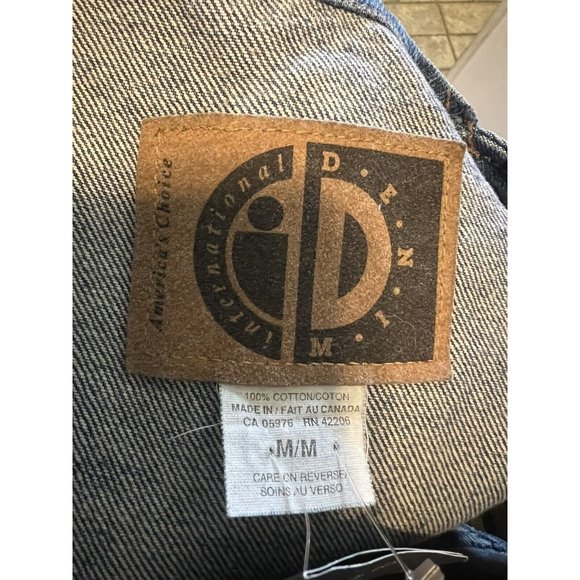 America's Choice
international
D.E.N.I.M
iD
100% COTTON/COTON
MADE IN / FAIT AU CANADA
CA 05976 RN 42206
M/M
CARE ON REVERSE/
SOINS AU VERSO